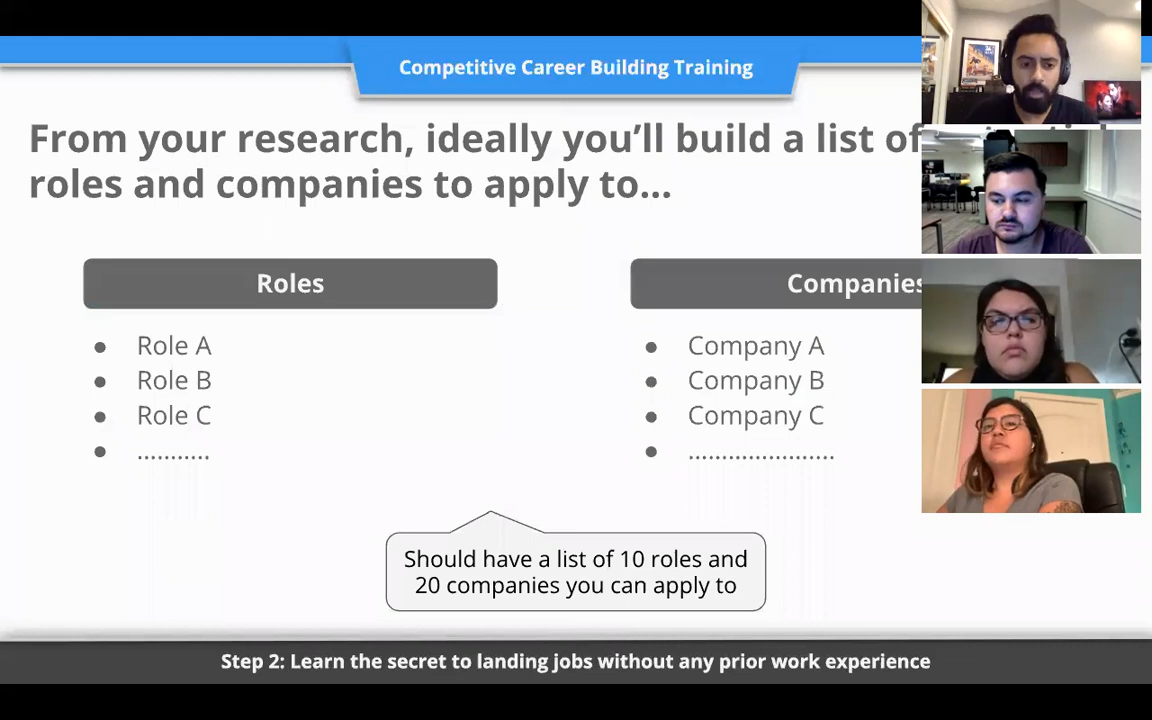 Competitive Career Building Training
From your research, ideally you’ll build a list of
roles and companies to apply to...
Roles
Companies
● Role A
● Role B
● Role C
● ...........
● Company A
● Company B
● Company C
● ......................
Should have a list of 10 roles and
20 companies you can apply to
Step 2: Learn the secret to landing jobs without any prior work experience